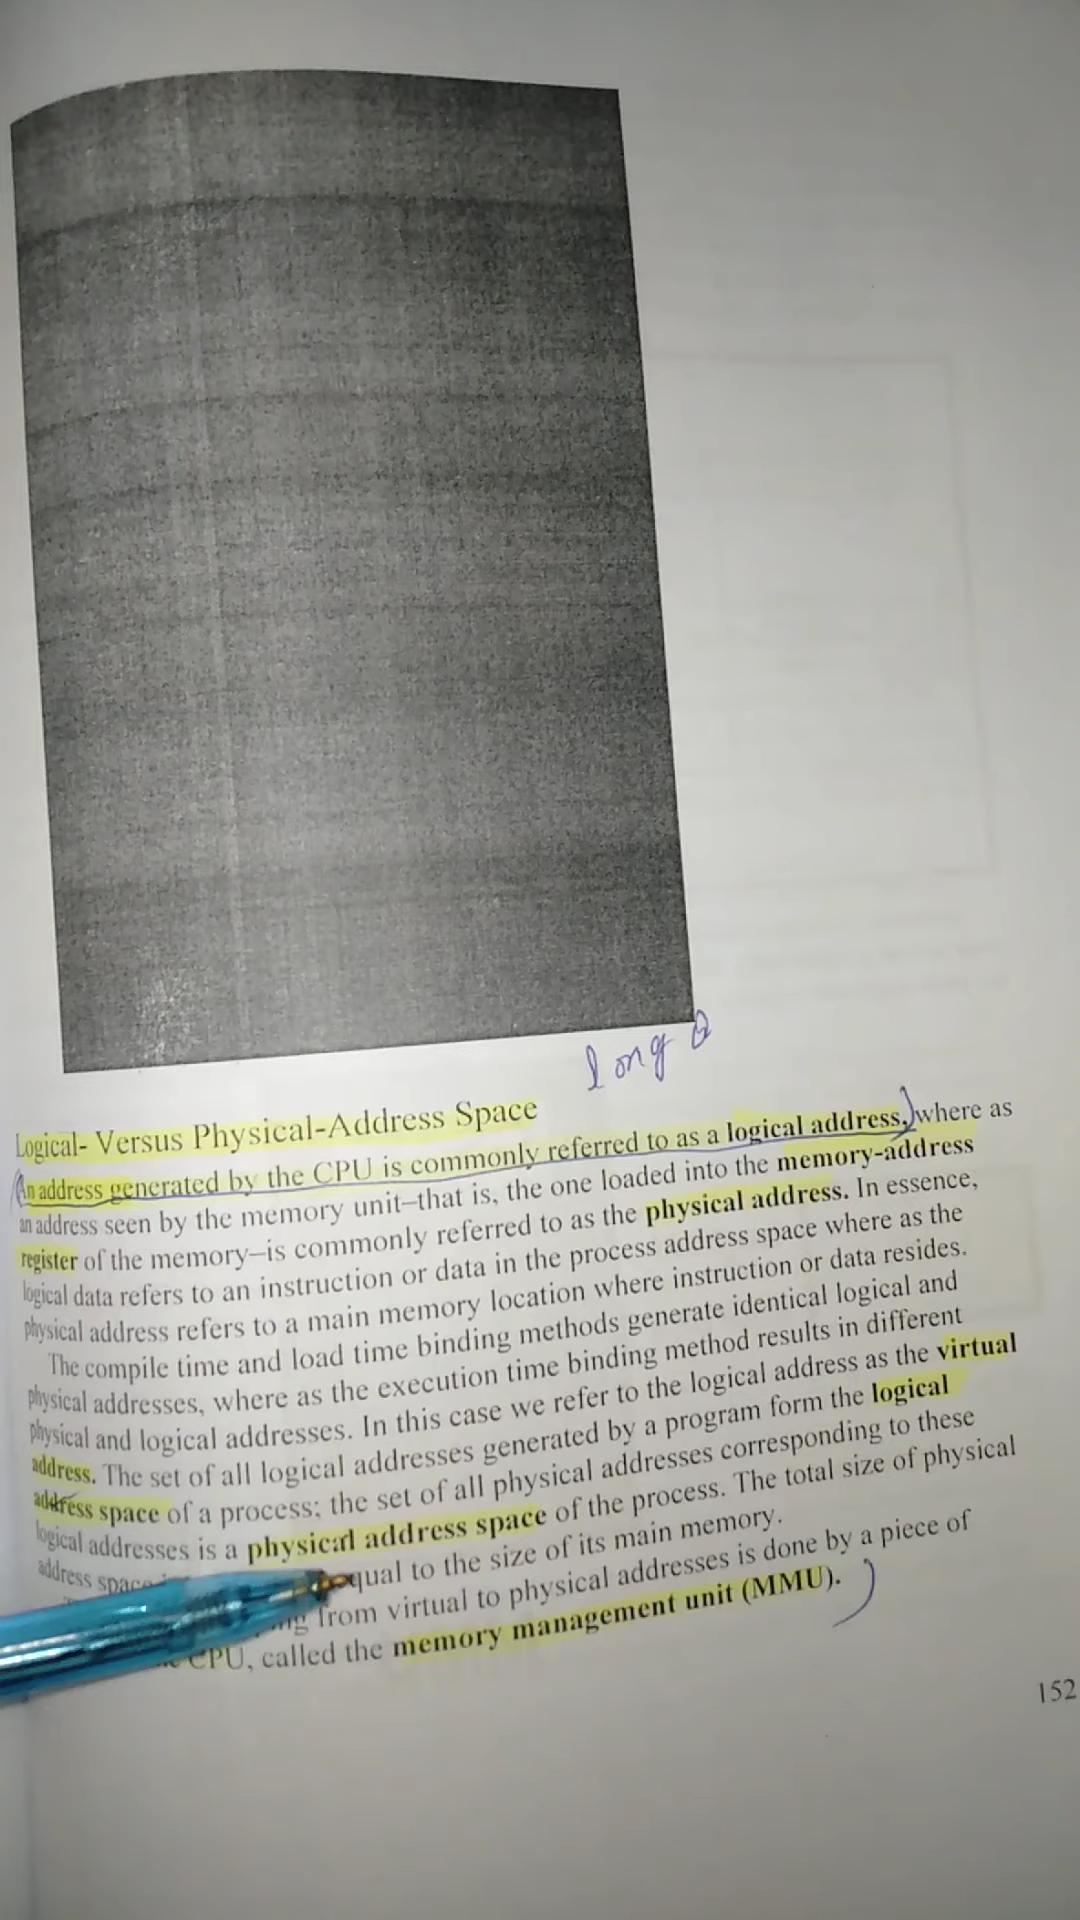 long Q
Logical- Versus Physical-Address Space
An address generated by the CPU is commonly referred to as a logical address, where as
an address seen by the memory unit–that is, the one loaded into the memory-address
register of the memory–is commonly referred to as the physical address. In essence,
logical data refers to an instruction or data in the process address space where as the
physical address refers to a main memory location where instruction or data resides.
The compile time and load time binding methods generate identical logical and
physical addresses, where as the execution time binding method results in different
physical and logical addresses. In this case we refer to the logical address as the virtual
address. The set of all logical addresses generated by a program form the logical
address space of a process; the set of all physical addresses corresponding to these
logical addresses is a physical address space of the process. The total size of physical
address space to the size of its main memory.
from virtual to physical addresses is done by a piece of
CPU, called the memory management unit (MMU).
152